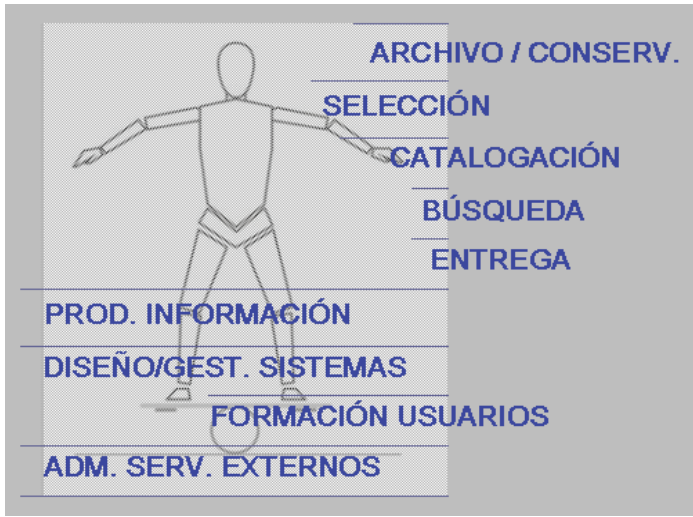 ARCHIVO / CONSERV.
SELECCIÓN
CATALOGACIÓN
BÚSQUEDA
ENTREGA
PROD. INFORMACIÓN
DISEÑO/GEST. SISTEMAS
FORMACIÓN USUARIOS
ADM. SERV. EXTERNOS